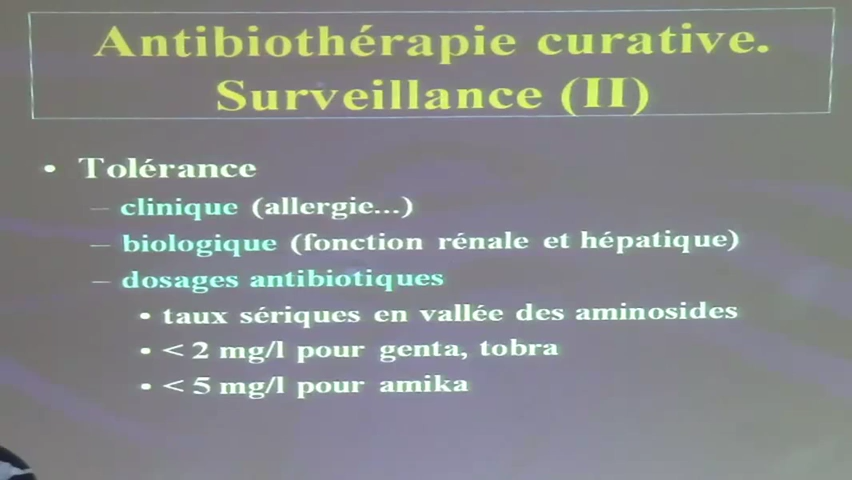 Antibiothérapie curative.
Surveillance (II)
• Tolérance
– clinique (allergie...)
– biologique (fonction rénale et hépatique)
– dosages antibiotiques
• taux sériques en vallée des aminosides
• < 2 mg/l pour genta, tobra
• < 5 mg/l pour amika